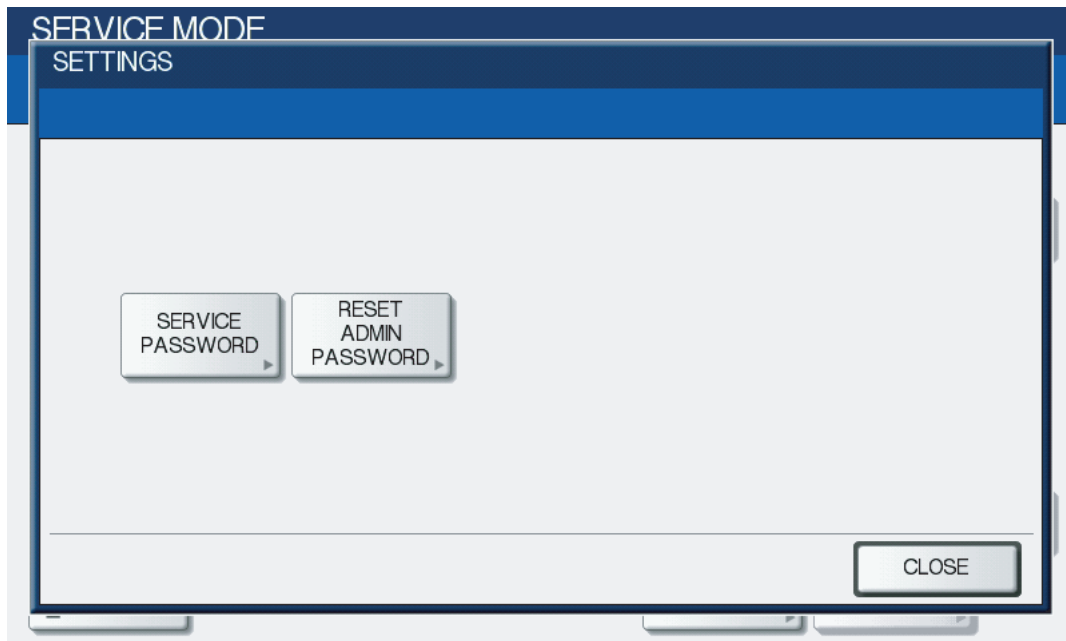 SERVICE MODE
SETTINGS
SERVICE
PASSWORD
RESET
ADMIN
PASSWORD
CLOSE